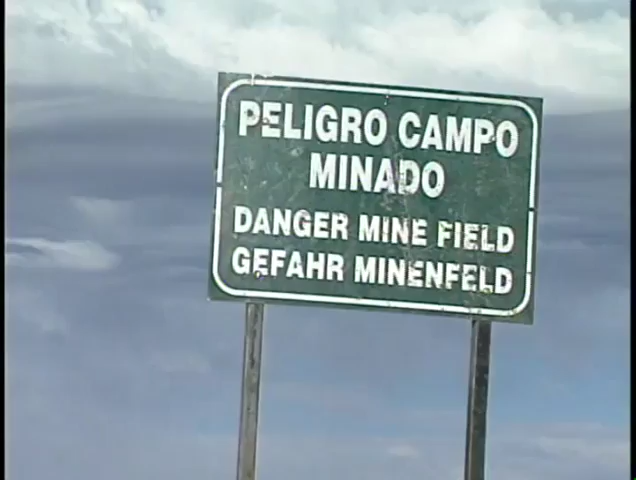 PELIGRO CAMPO
MINADO
DANGER MINE FIELD
GEFAHR MINENFELD